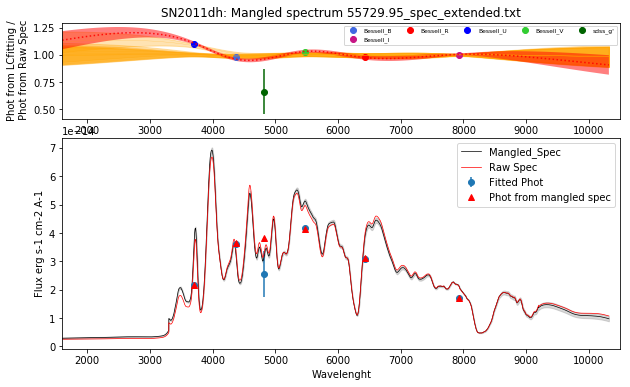 SN2011dh: Mangled spectrum 55729.95_spec_extended.txt
Phot from LCfitting /
Phot from Raw Spec
1.25
1.00
0.75
0.50
Bessell_B
Bessell_I
Bessell_R
Bessell_U
Bessell_V
sdss_g'
2000 3000 4000 5000 6000 7000 8000 9000 10000
1e−14
Flux erg s-1 cm-2 A-1
7
6
5
4
3
2
1
0
Mangled_Spec
Raw Spec
Fitted Phot
Phot from mangled spec
2000 3000 4000 5000 6000 7000 8000 9000 10000
Wavelenght